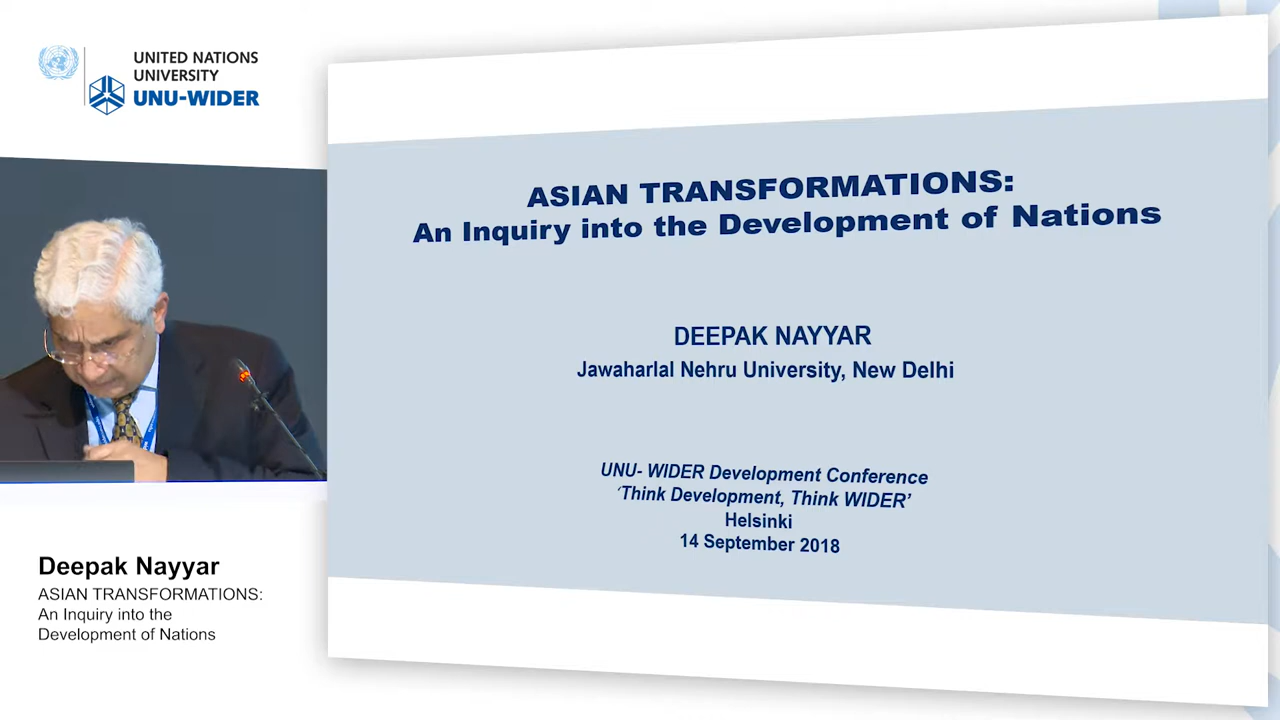 UNITED NATIONS
UNIVERSITY
UNU-WIDER
ASIAN TRANSFORMATIONS:
An Inquiry into the Development of Nations
DEEPAK NAYYAR
Jawaharlal Nehru University, New Delhi
UNU- WIDER Development Conference
‘Think Development, Think WIDER’
Helsinki
14 September 2018
Deepak Nayyar
ASIAN TRANSFORMATIONS:
An Inquiry into the
Development of Nations